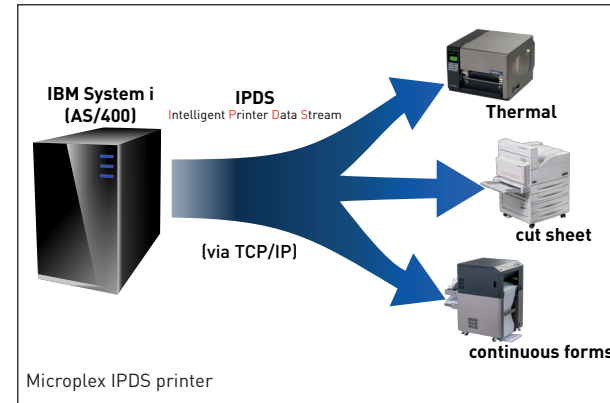 IBM System i
(AS/400)
IPDS
Intelligent Printer Data Stream
(via TCP/IP)
Thermal
cut sheet
continuous forms
Microplex IPDS printer